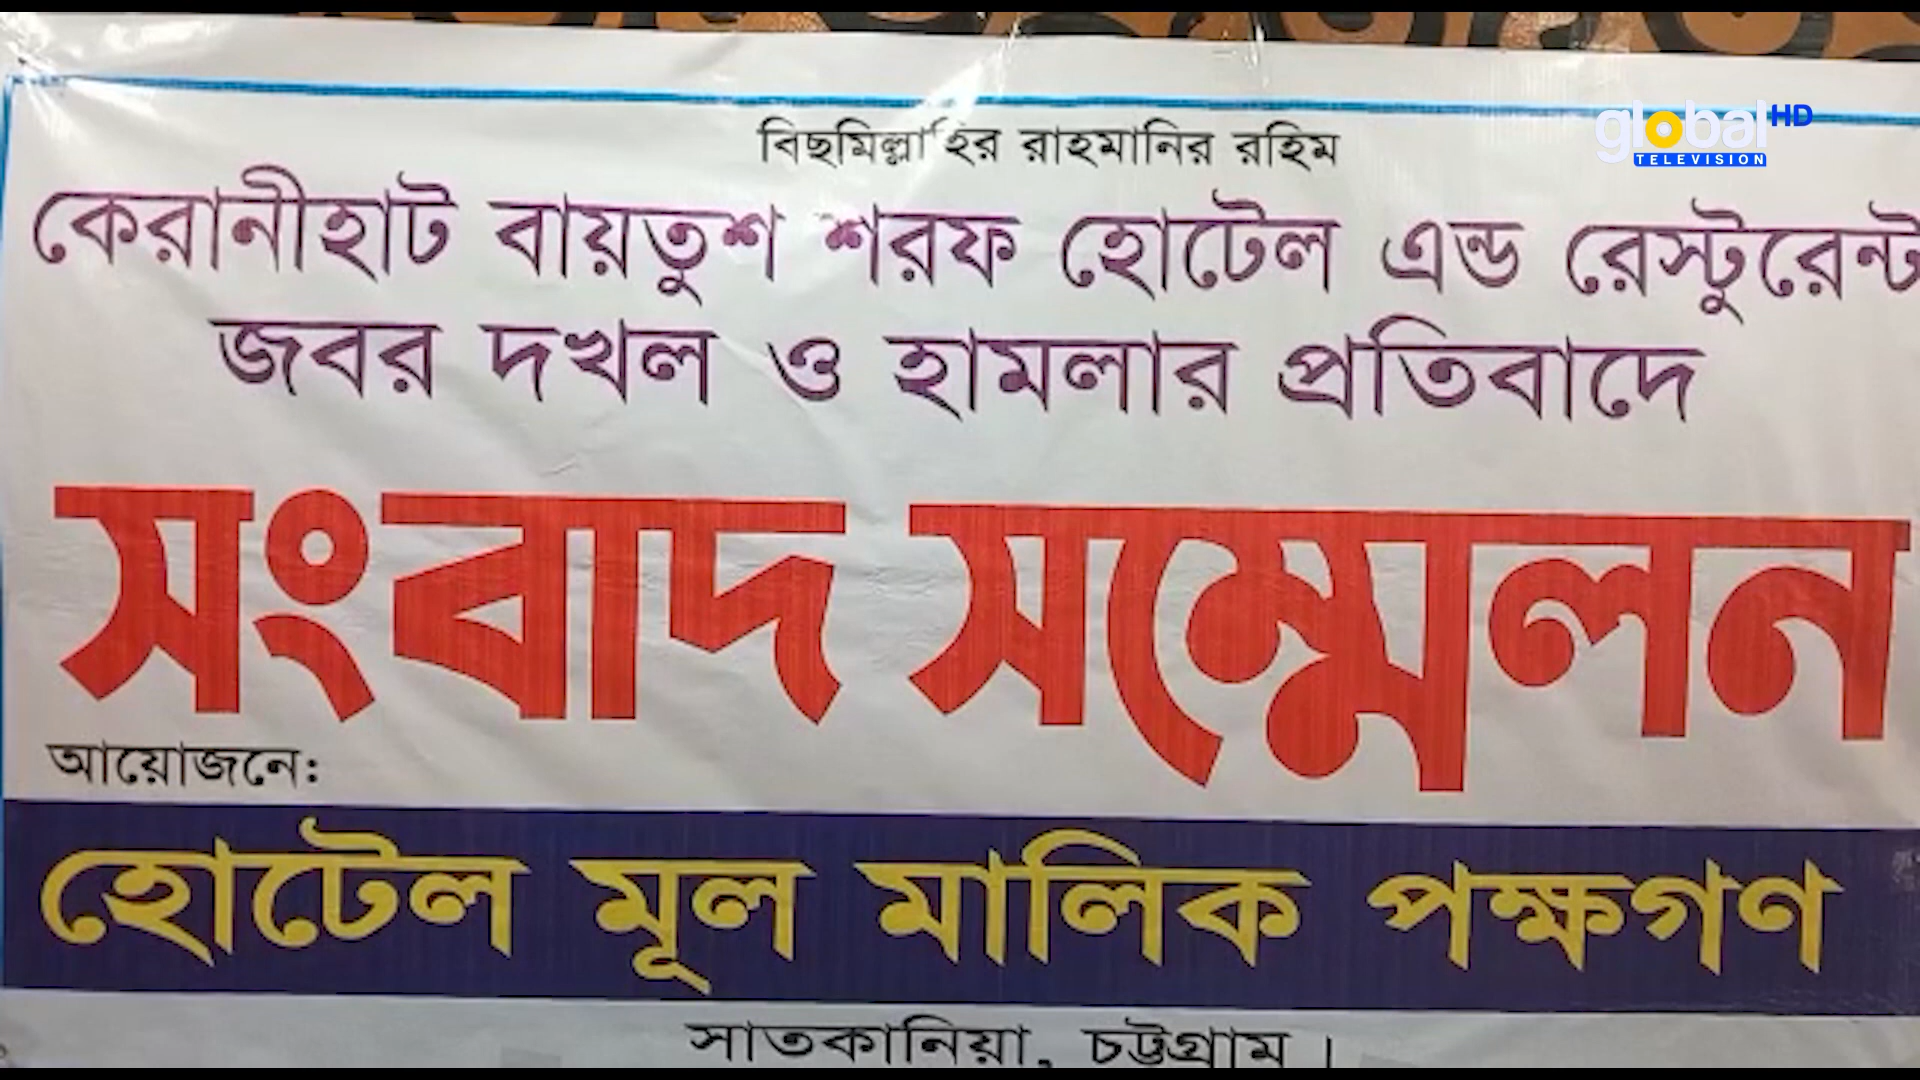 global HD
TELEVISION
বিছমিল্লাহির রাহমানির রহিম
কেরানীহাট বায়তুশ শরফ হোটেল এন্ড রেস্টুরেন্ট
জবর দখল ও হামলার প্রতিবাদে
সংবাদ সম্মেলন
আয়োজনে:
হোটেল মূল মালিক পক্ষগণ
সাতকানিয়া, চট্টগ্রাম।